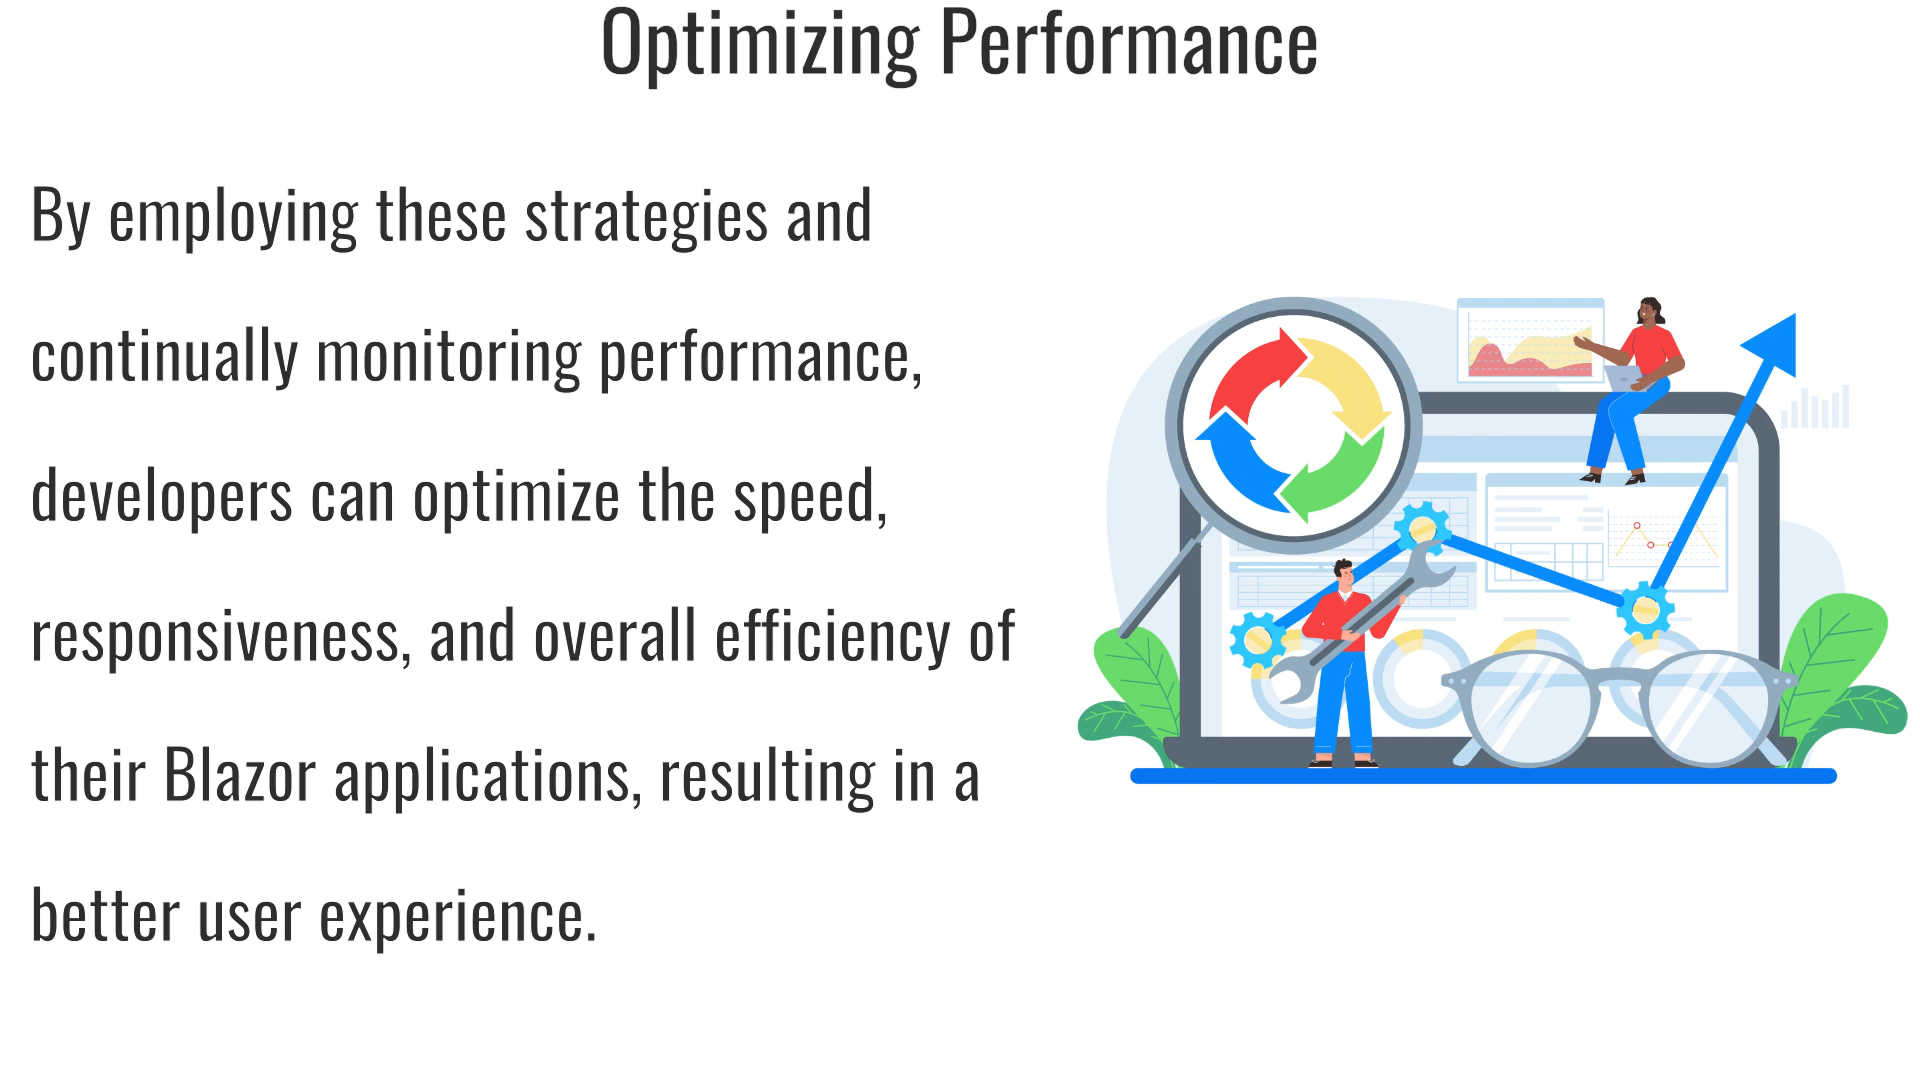 Optimizing Performance
By employing these strategies and
continually monitoring performance,
developers can optimize the speed,
responsiveness, and overall efficiency of
their Blazor applications, resulting in a
better user experience.